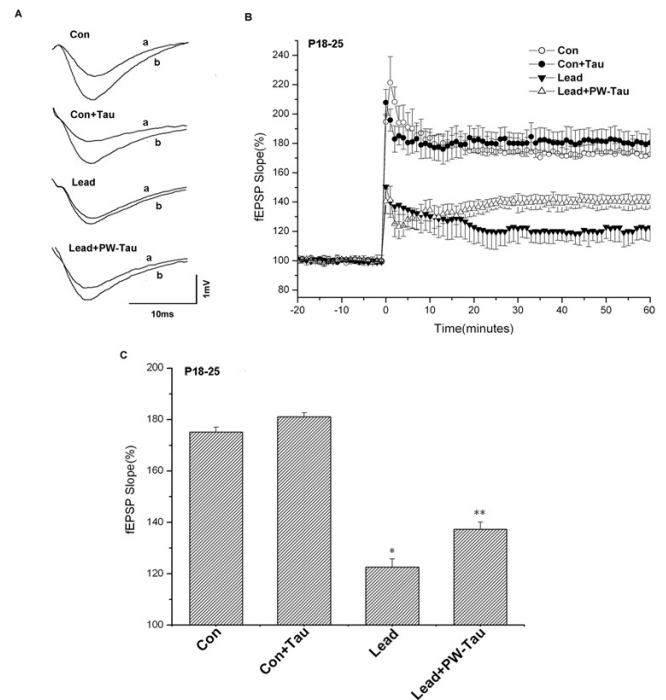 A
Con
a
b
Con+Tau
a
b
Lead
a
b
Lead+PW-Tau
a
b
10ms
1mV
B
P18-25
Con
Con+Tau
Lead
Lead+PW-Tau
240
220
200
180
160
140
120
100
80
fEPSP Slope(%)
-20 -10 0 10 20 30 40 50 60
Time(minutes)
C
P18-25
200
180
160
140
120
100
fEPSP Slope(%)
*
**
Con Con+Tau Lead Lead+PW-Tau